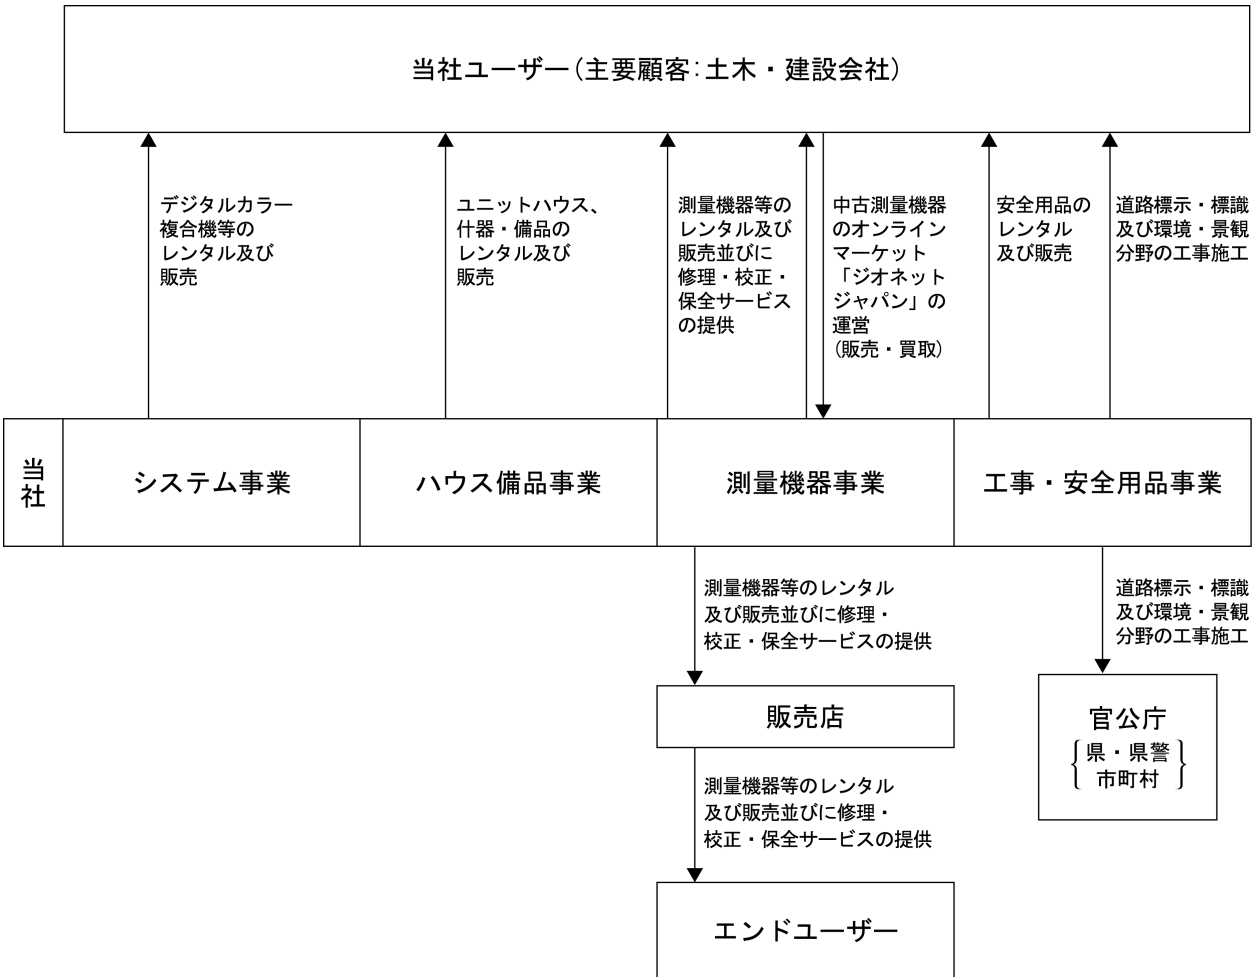 当社ユーザー(主要顧客:土木・建設会社)
デジタルカラー
複合機等の
レンタル及び
販売
ユニットハウス、
什器・備品の
レンタル及び
販売
測量機器等の
レンタル及び
販売並びに
修理・校正・
保全サービス
の提供
中古測量機器
のオンライン
マーケット
「ジオネット
ジャパン」の
運営
(販売・買取)
安全用品の
レンタル
及び販売
道路標示・標識
及び環境・景観
分野の工事施工
当社
システム事業
ハウス備品事業
測量機器事業
工事・安全用品事業
測量機器等のレンタル
及び販売並びに修理・
校正・保全サービスの提供
道路標示・標識
及び環境・景観
分野の工事施工
販売店
官公庁
県・県警
市町村
測量機器等のレンタル
及び販売並びに修理・
校正・保全サービスの提供
エンドユーザー